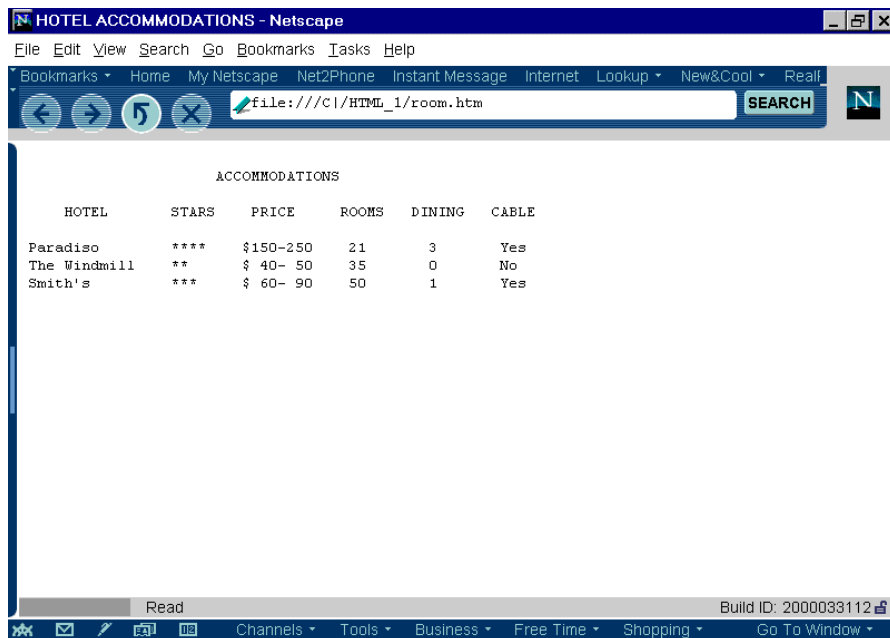 HOTEL ACCOMMODATIONS - Netscape
File Edit View Search Go Bookmarks Tasks Help
Bookmarks Home My Netscape Net2Phone Instant Message Internet Lookup New&Cool
file:///C|/HTML_1/room.htm SEARCH N
ACCOMMODATIONS
HOTEL STARS PRICE ROOMS DINING CABLE
Paradiso **** $150-250 21 3 Yes
The Windmill ** $ 40- 50 35 0 No
Smith's *** $ 60- 90 50 1 Yes
Read Build ID: 2000033112
Channels Tools Business Free Time Shopping Go To Window